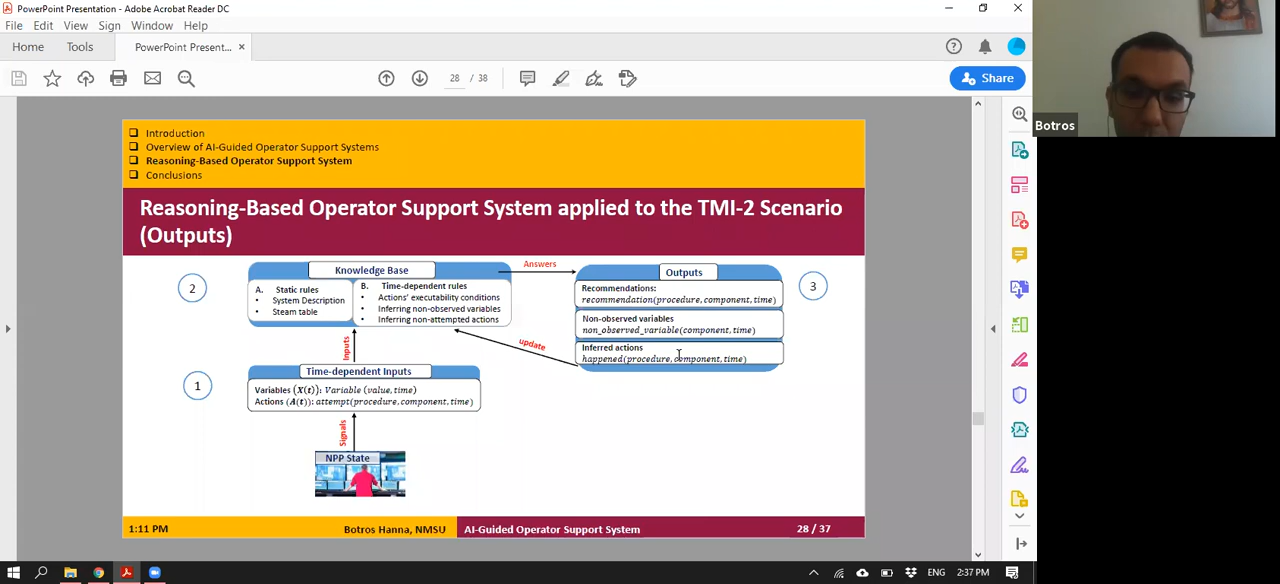 PowerPoint Presentation - Adobe Acrobat Reader DC
File Edit View Sign Window Help
Home Tools PowerPoint Present... ×
28 / 38
Share
Botros
Introduction
Overview of AI-Guided Operator Support Systems
Reasoning-Based Operator Support System
Conclusions
Reasoning-Based Operator Support System applied to the TMI-2 Scenario
(Outputs)
2
Knowledge Base
A. Static rules
• System Description
• Steam table
B. Time-dependent rules
• Actions' executability conditions
• Inferring non-observed variables
• Inferring non-attempted actions
Answers
Outputs
Recommendations:
recommendation(procedure, component, time)
Non-observed variables
non_observed_variable(component, time)
Inferred actions
happened(procedure, component, time)
3
update
Inputs
1
Time-dependent Inputs
Variables (X(t)): Variable (value, time)
Actions (A(t)): attempt(procedure, component, time)
Signals
NPP State
1:11 PM Botros Hanna, NMSU AI-Guided Operator Support System 28 / 37
ENG 2:37 PM